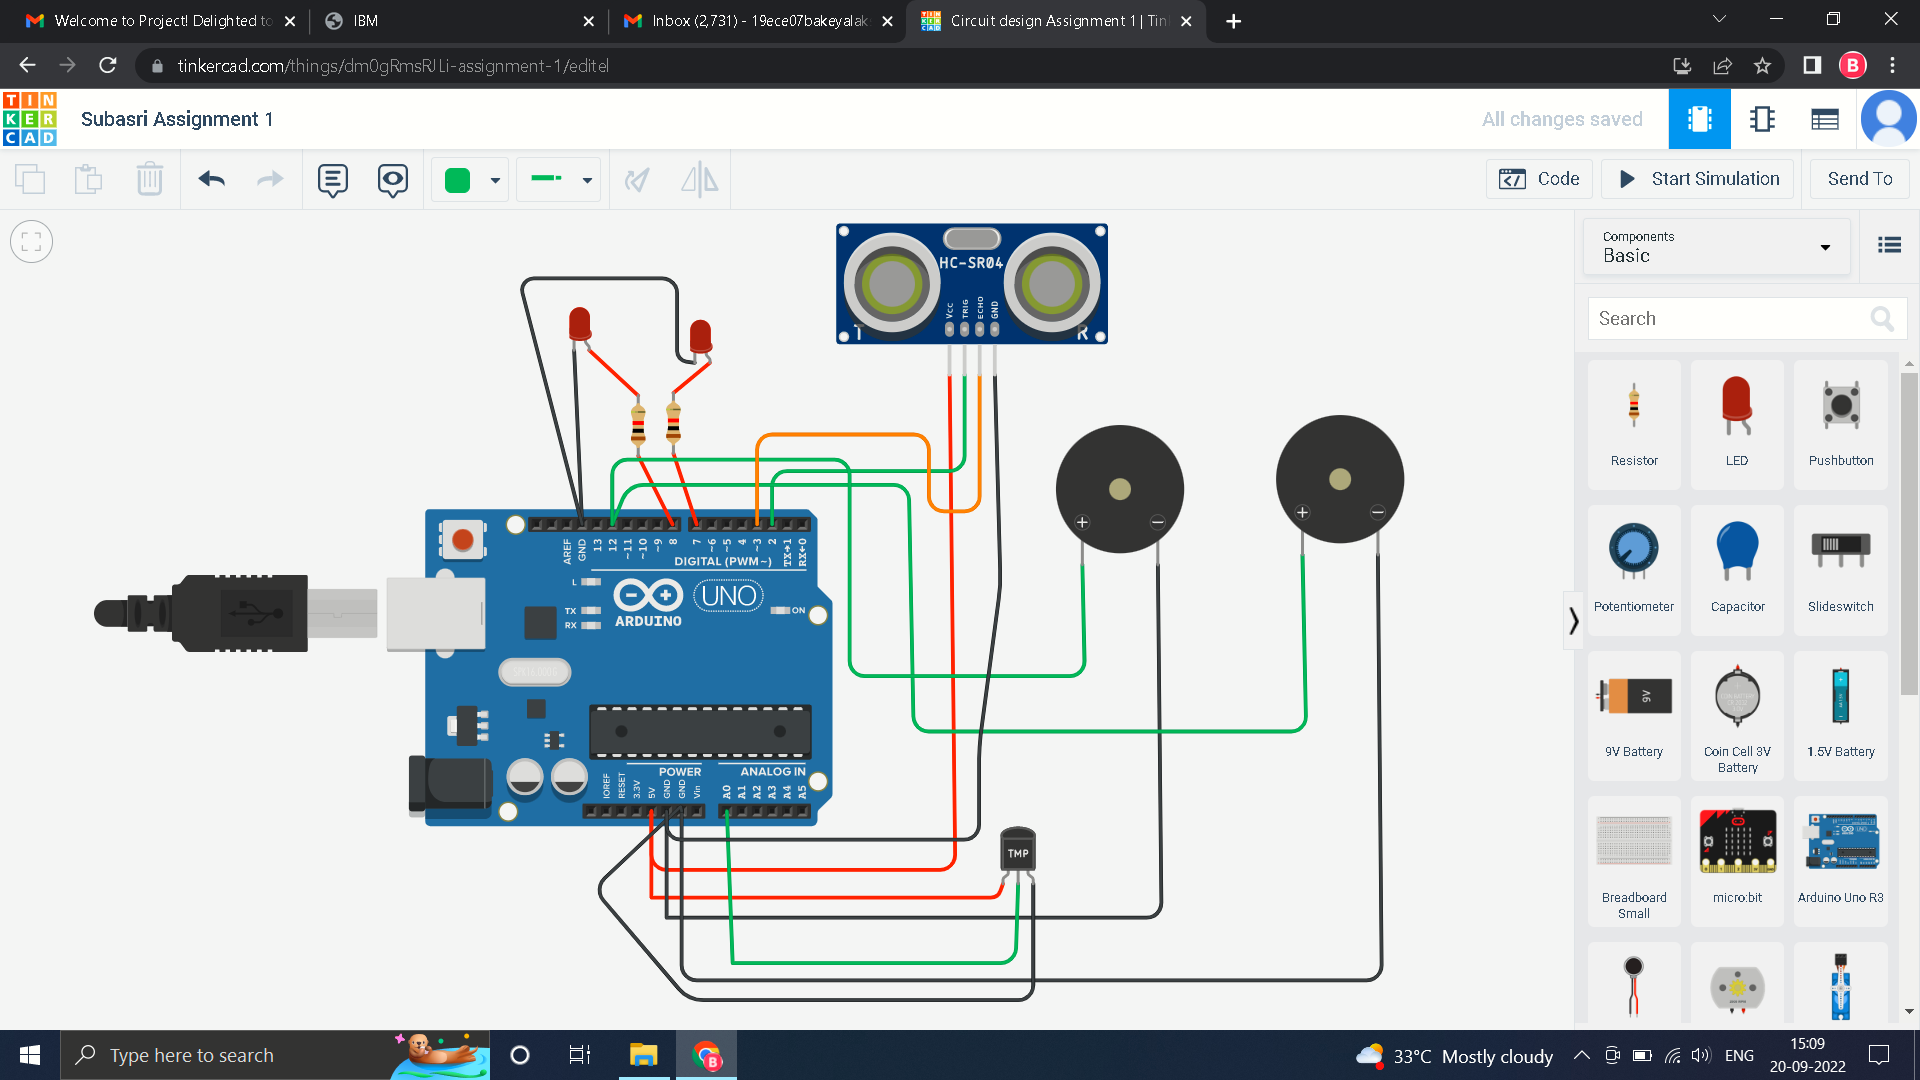 Welcome to Project! Delighted to
IBM
Inbox (2,731) - 19ece07bakeyalak
Circuit design Assignment 1 | Tin
tinkercad.com/things/dm0gRmsRJLi-assignment-1/editel
B
TIN
KER
CAD
Subasri Assignment 1
All changes saved
Code
Start Simulation
Send To
Components
Basic
Search
HC-SR04
Vcc
TRIG
ECHO
GND
T
R
AREF
GND
13
12
~11
~10
~9
8
7
~6
~5
4
~3
2
TX→1
RX←0
DIGITAL (PWM~)
L
TX
RX
ARDUINO
UNO
ON
POWER
ANALOG IN
IOREF
RESET
3.3V
5V
GND
GND
Vin
A0
A1
A2
A3
A4
A5
TMP
Resistor
LED
Pushbutton
Potentiometer
Capacitor
Slideswitch
9V
9V Battery
Coin Cell 3V
Battery
1.5V Battery
Breadboard
Small
micro:bit
Arduino Uno R3
Type here to search
B
33°C Mostly cloudy
ENG
15:09
20-09-2022